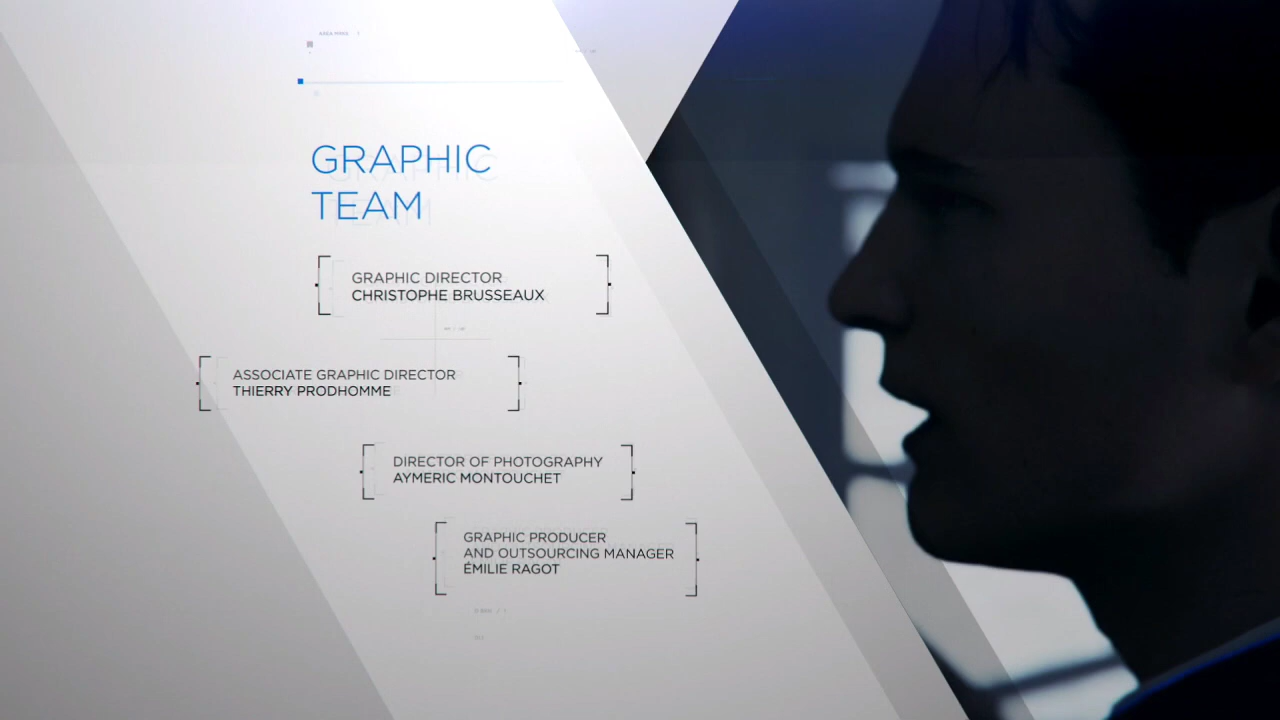 GRAPHIC
TEAM
GRAPHIC DIRECTOR
CHRISTOPHE BRUSSEAUX
ASSOCIATE GRAPHIC DIRECTOR
THIERRY PRODHOMME
DIRECTOR OF PHOTOGRAPHY
AYMERIC MONTOUCHET
GRAPHIC PRODUCER
AND OUTSOURCING MANAGER
ÉMILIE RAGOT